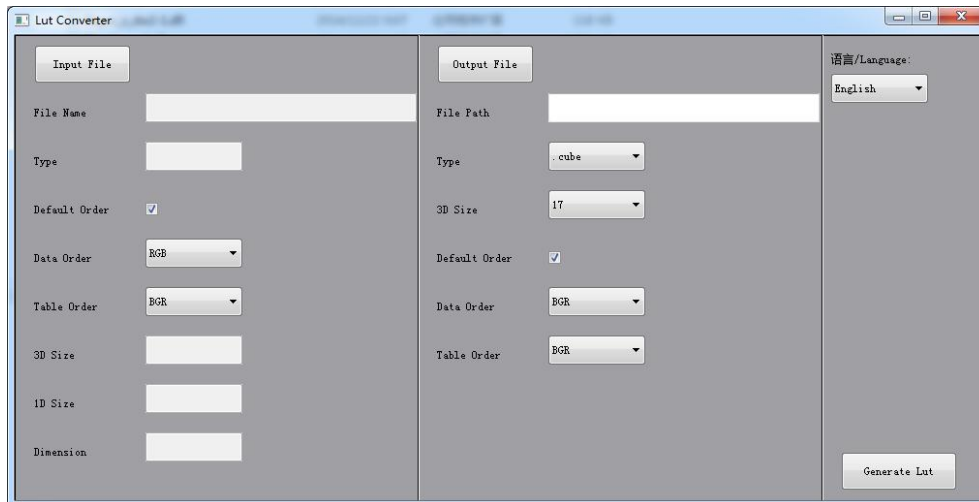 Lut Converter
Input File
File Name
Type
Default Order
Data Order
RGB
Table Order
BGR
3D Size
1D Size
Dimension
Output File
File Path
Type
.cube
3D Size
17
Default Order
Data Order
BGR
Table Order
BGR
语言/Language:
English
Generate Lut